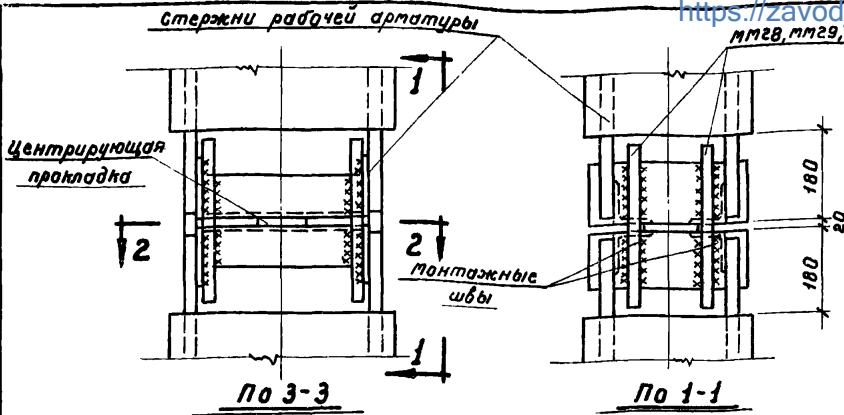 https://zavod
Стержни рабочей арматуры
мм28, мм29,
1
Центрирующая
прокладка
180
20
2
2
Монтажные
швы
180
1
По 3-3
По 1-1